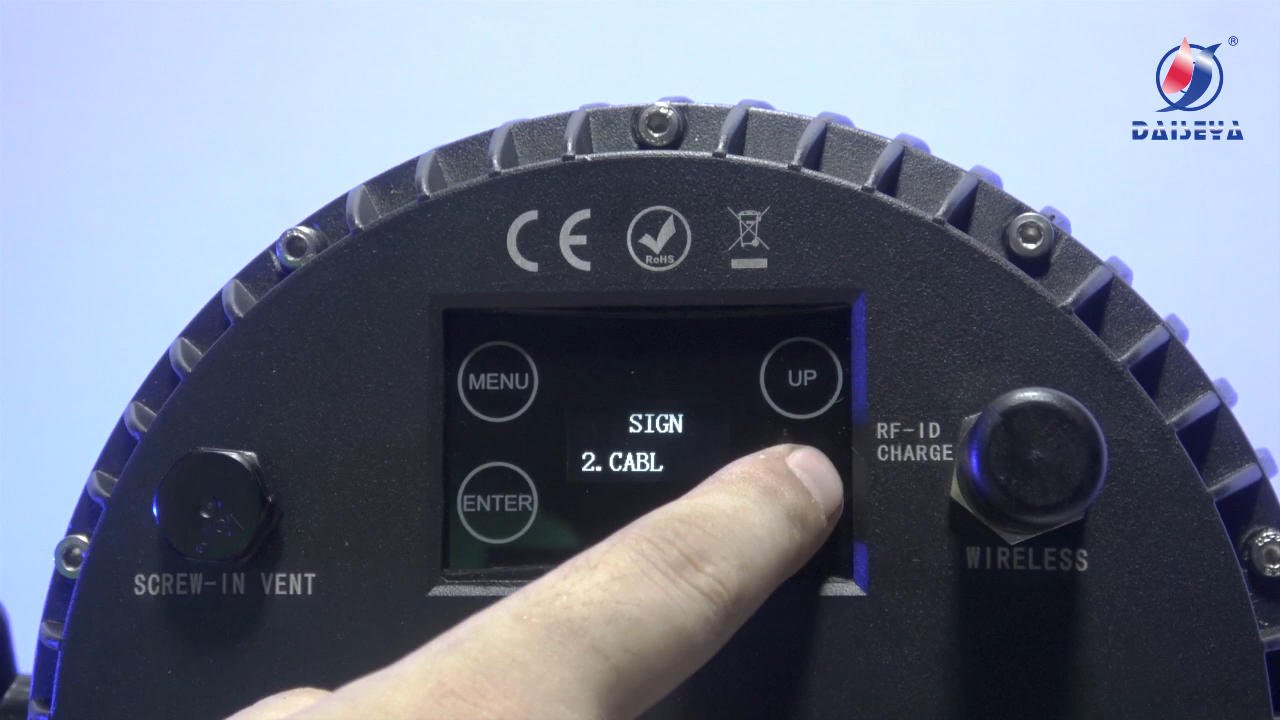 DAISEYA
®
CE
RoHS
MENU
UP
SIGN
2.CABL
ENTER
RF-ID
CHARGE
WIRELESS
SCREW-IN VENT